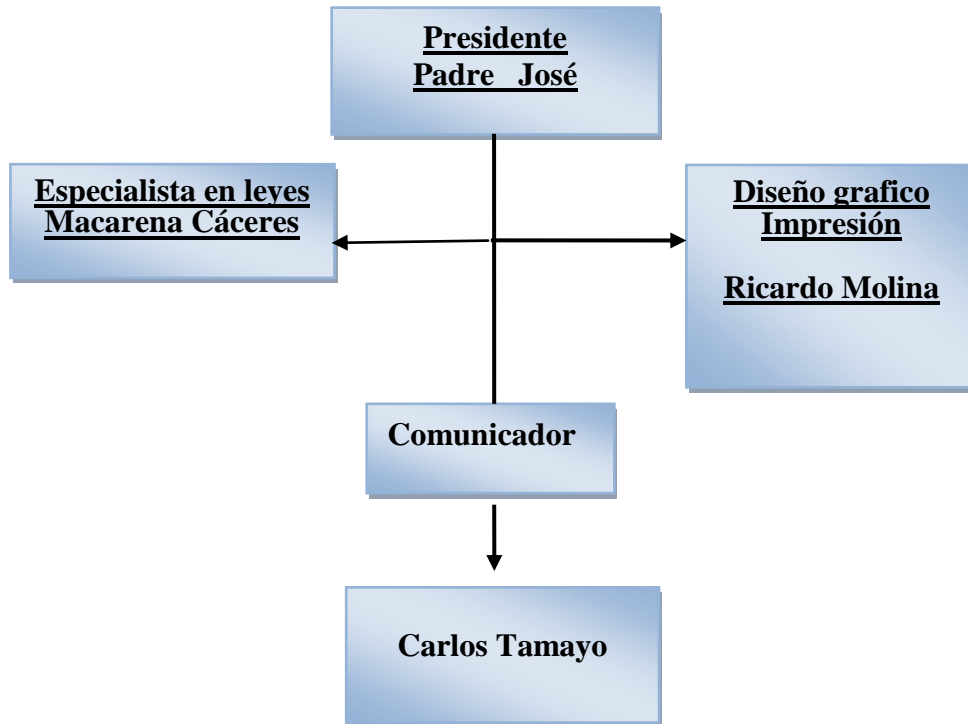 Presidente
Padre José
Especialista en leyes
Macarena Cáceres
Diseño grafico
Impresión
Ricardo Molina
Comunicador
Carlos Tamayo